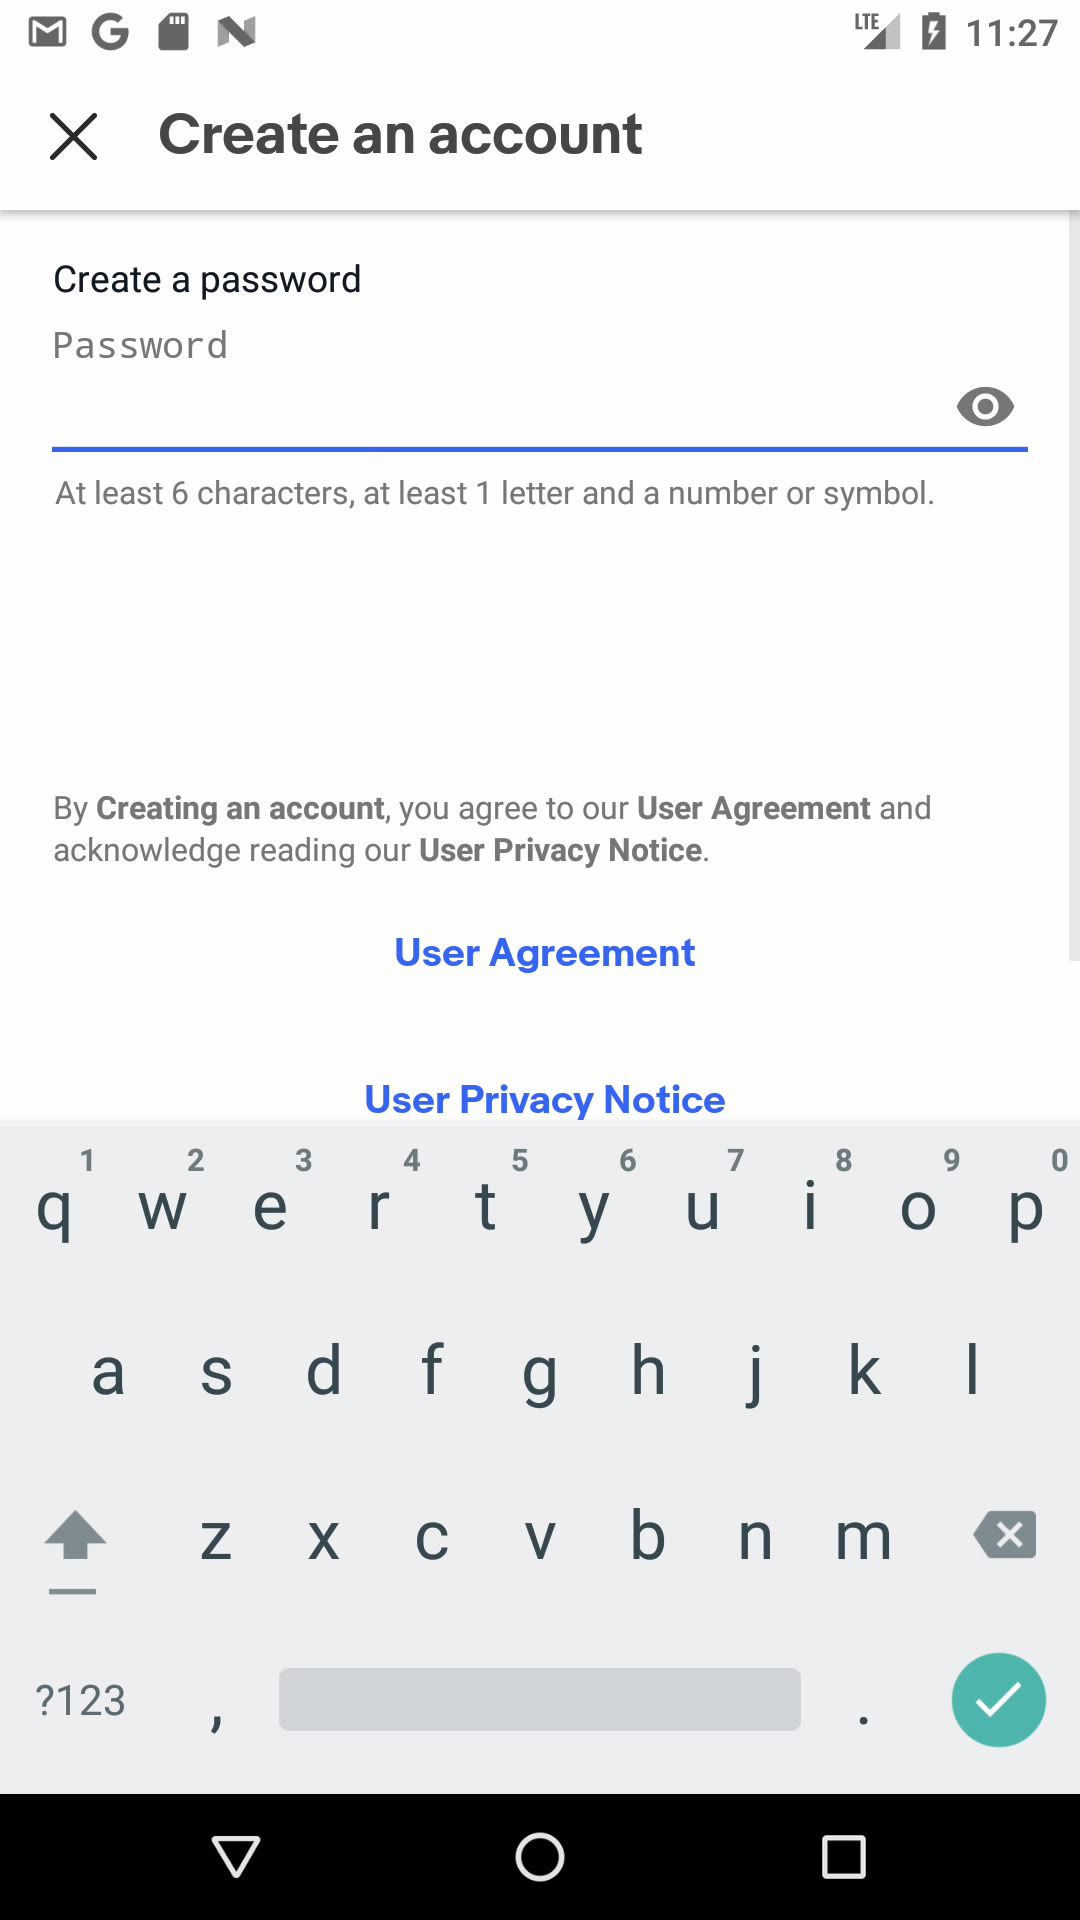 LTE 11:27
Create an account
Create a password
Password
At least 6 characters, at least 1 letter and a number or symbol.
By Creating an account, you agree to our User Agreement and
acknowledge reading our User Privacy Notice.
User Agreement
User Privacy Notice
1 2 3 4 5 6 7 8 9 0
q w e r t y u i o p
a s d f g h j k l
z x c v b n m
?123 , .